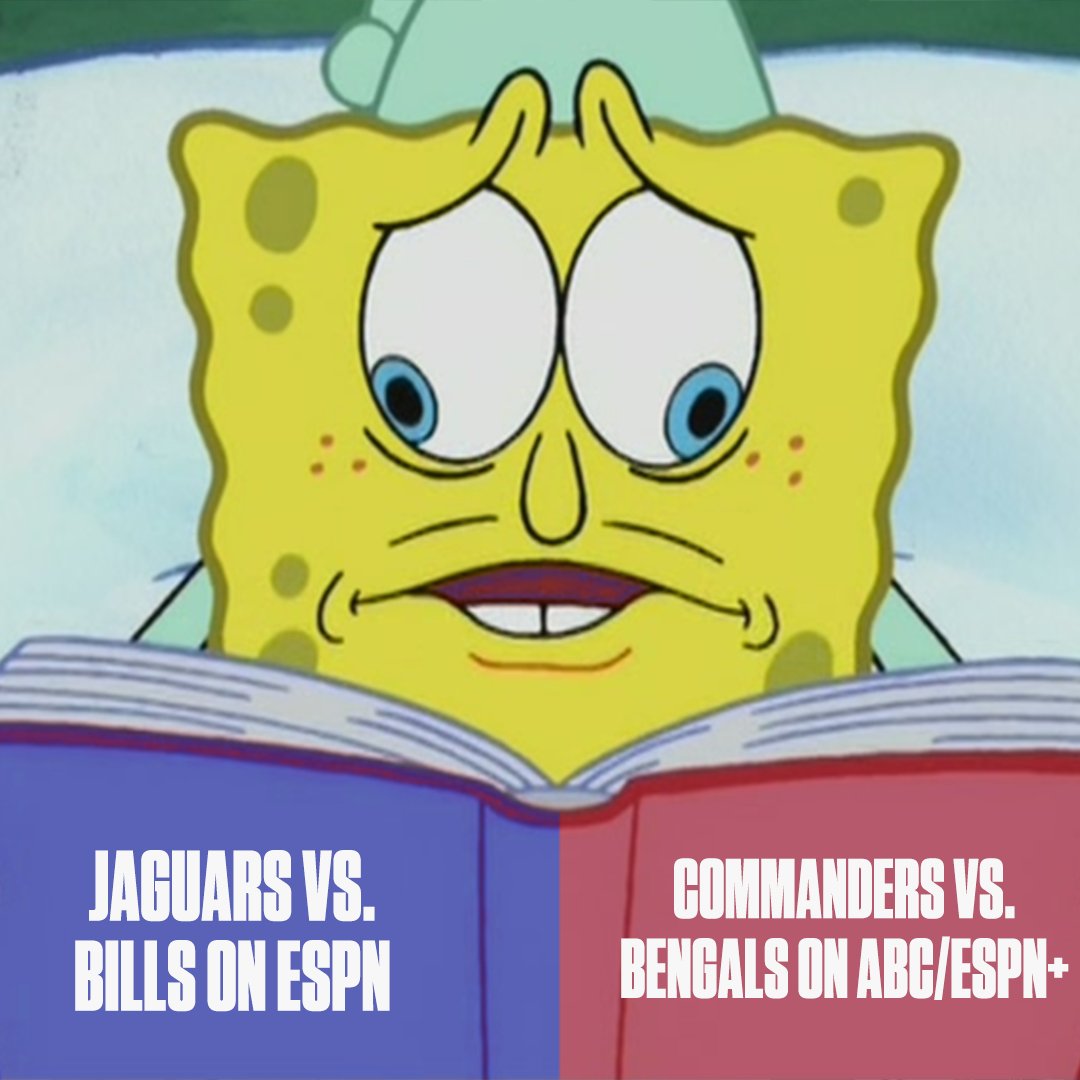 JAGUARS VS.
BILLS ON ESPN
COMMANDERS VS.
BENGALS ON ABC/ESPN+